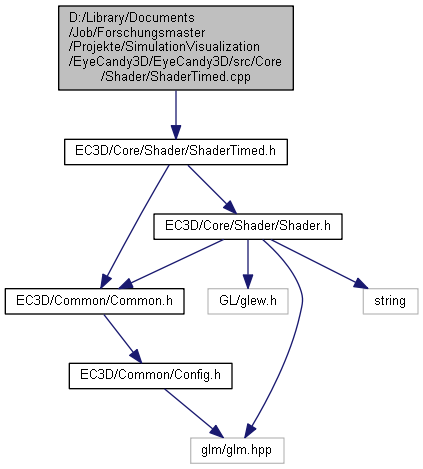 D:/Library/Documents
/Job/Forschungsmaster
/Projekte/SimulationVisualization
/EyeCandy3D/EyeCandy3D/src/Core
/Shader/ShaderTimed.cpp
EC3D/Core/Shader/ShaderTimed.h
EC3D/Core/Shader/Shader.h
EC3D/Common/Common.h
GL/glew.h
string
EC3D/Common/Config.h
glm/glm.hpp